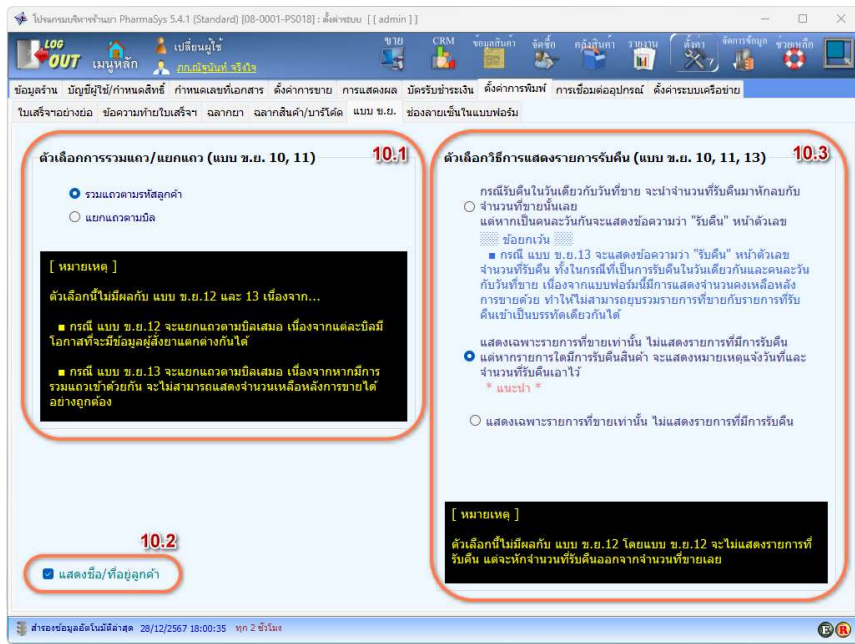 โปรแกรมบริหารร้านยา PharmaSys 5.4.1 (Standard) [08-0001-PS018] : ตั้งค่าระบบ [ [ admin ] ]
LOG OUT เมนูหลัก เปลี่ยนผู้ใช้ ขาย CRM ข้อมูลสินค้า จัดซื้อ คลังสินค้า รายงาน ตั้งค่า จัดการข้อมูล ช่วยเหลือ
ภก.ณัฐนันท์ จริงใจ
ข้อมูลร้าน บัญชีผู้ใช้/กำหนดสิทธิ์ กำหนดเลขที่เอกสาร ตั้งค่าการขาย การแสดงผล บัตรรับชำระเงิน ตั้งค่าการพิมพ์ การเชื่อมต่ออุปกรณ์ ตั้งค่าระบบเครือข่าย
ใบเสร็จฯอย่างย่อ ข้อความท้ายใบเสร็จฯ ฉลากยา ฉลากสินค้า/บาร์โค้ด แบบ ข.ย. ช่องลายเซ็นในแบบฟอร์ม
ตัวเลือกการรวมแถว/แยกแถว (แบบ ข.ย. 10, 11) 10.1
รวมแถวตามรหัสลูกค้า
แยกแถวตามบิล
[ หมายเหตุ ]
ตัวเลือกนี้ไม่มีผลกับ แบบ ข.ย.12 และ 13 เนื่องจาก...
■ กรณี แบบ ข.ย.12 จะแยกแถวตามบิลเสมอ เนื่องจากแต่ละบิลมี
โอกาสที่จะมีข้อมูลผู้สั่งยาแตกต่างกันได้
■ กรณี แบบ ข.ย.13 จะแยกแถวตามบิลเสมอ เนื่องจากหากมีการ
รวมแถวเข้าด้วยกัน จะไม่สามารถแสดงจำนวนเหลือหลังการขายได้
อย่างถูกต้อง
10.2
แสดงชื่อ/ที่อยู่ลูกค้า
ตัวเลือกวิธีการแสดงรายการรับคืน (แบบ ข.ย. 10, 11, 13) 10.3
กรณีรับคืนในวันเดียวกับวันที่ขาย จะนำจำนวนที่รับคืนมาหักลบกับ
จำนวนที่ขายนั้นเลย
แต่หากเป็นคนละวันกันจะแสดงข้อความว่า "รับคืน" หน้าตัวเลข
ข้อยกเว้น
■ กรณี แบบ ข.ย.13 จะแสดงข้อความว่า "รับคืน" หน้าตัวเลข
จำนวนที่รับคืน ทั้งในกรณีที่เป็นการรับคืนในวันเดียวกันและคนละวัน
กับวันที่ขาย เนื่องจากแบบฟอร์มนี้มีการแสดงจำนวนคงเหลือหลัง
การขายด้วย ทำให้ไม่สามารถยุบรวมรายการที่ขายกับรายการที่รับ
คืนเข้าเป็นบรรทัดเดียวกันได้
แสดงเฉพาะรายการที่ขายเท่านั้น ไม่แสดงรายการที่มีการรับคืน
แต่หากรายการใดมีการรับคืนสินค้า จะแสดงหมายเหตุแจ้งวันที่และ
จำนวนที่รับคืนเอาไว้
* แนะนำ *
แสดงเฉพาะรายการที่ขายเท่านั้น ไม่แสดงรายการที่มีการรับคืน
[ หมายเหตุ ]
ตัวเลือกนี้ไม่มีผลกับ แบบ ข.ย.12 โดยแบบ ข.ย.12 จะไม่แสดงรายการที่
รับคืน แต่จะหักจำนวนที่รับคืนออกจากจำนวนที่ขายเลย
สำรองข้อมูลอัตโนมัติล่าสุด 28/12/2567 18:00:35 ทุก 2 ชั่วโมง
E R